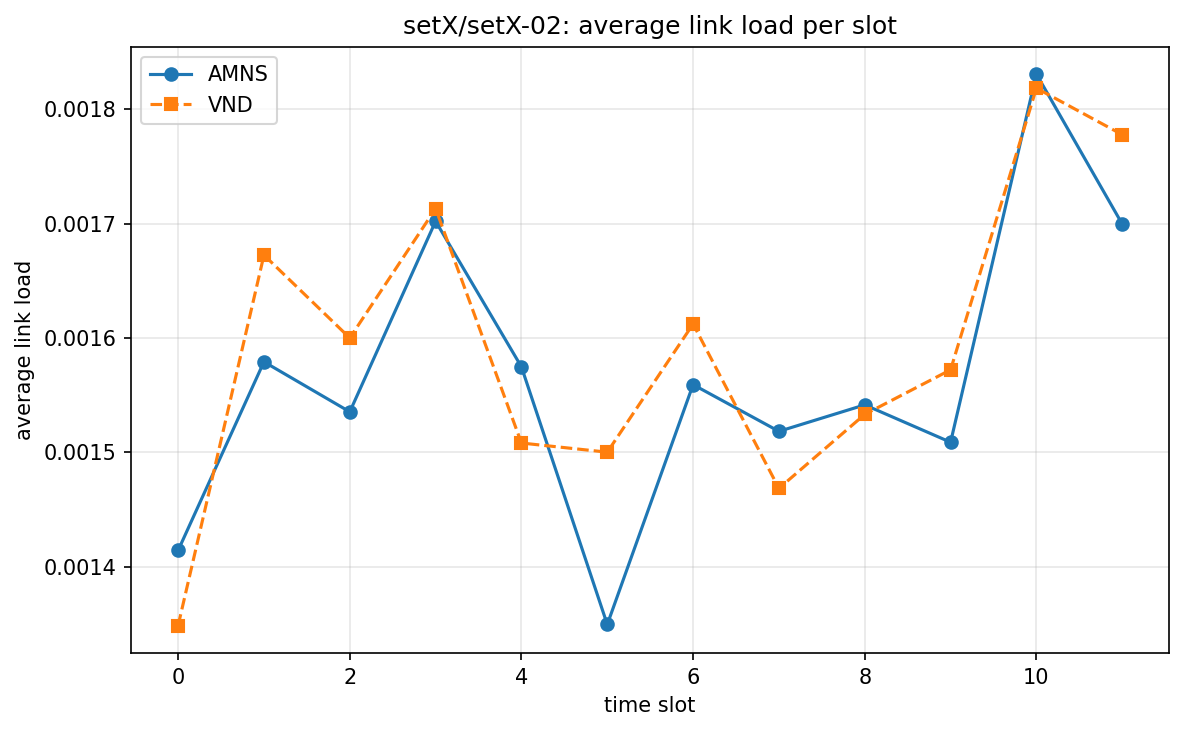 setX/setX-02: average link load per slot
AMNS
VND
average link load
0.0018
0.0017
0.0016
0.0015
0.0014
0 2 4 6 8 10
time slot